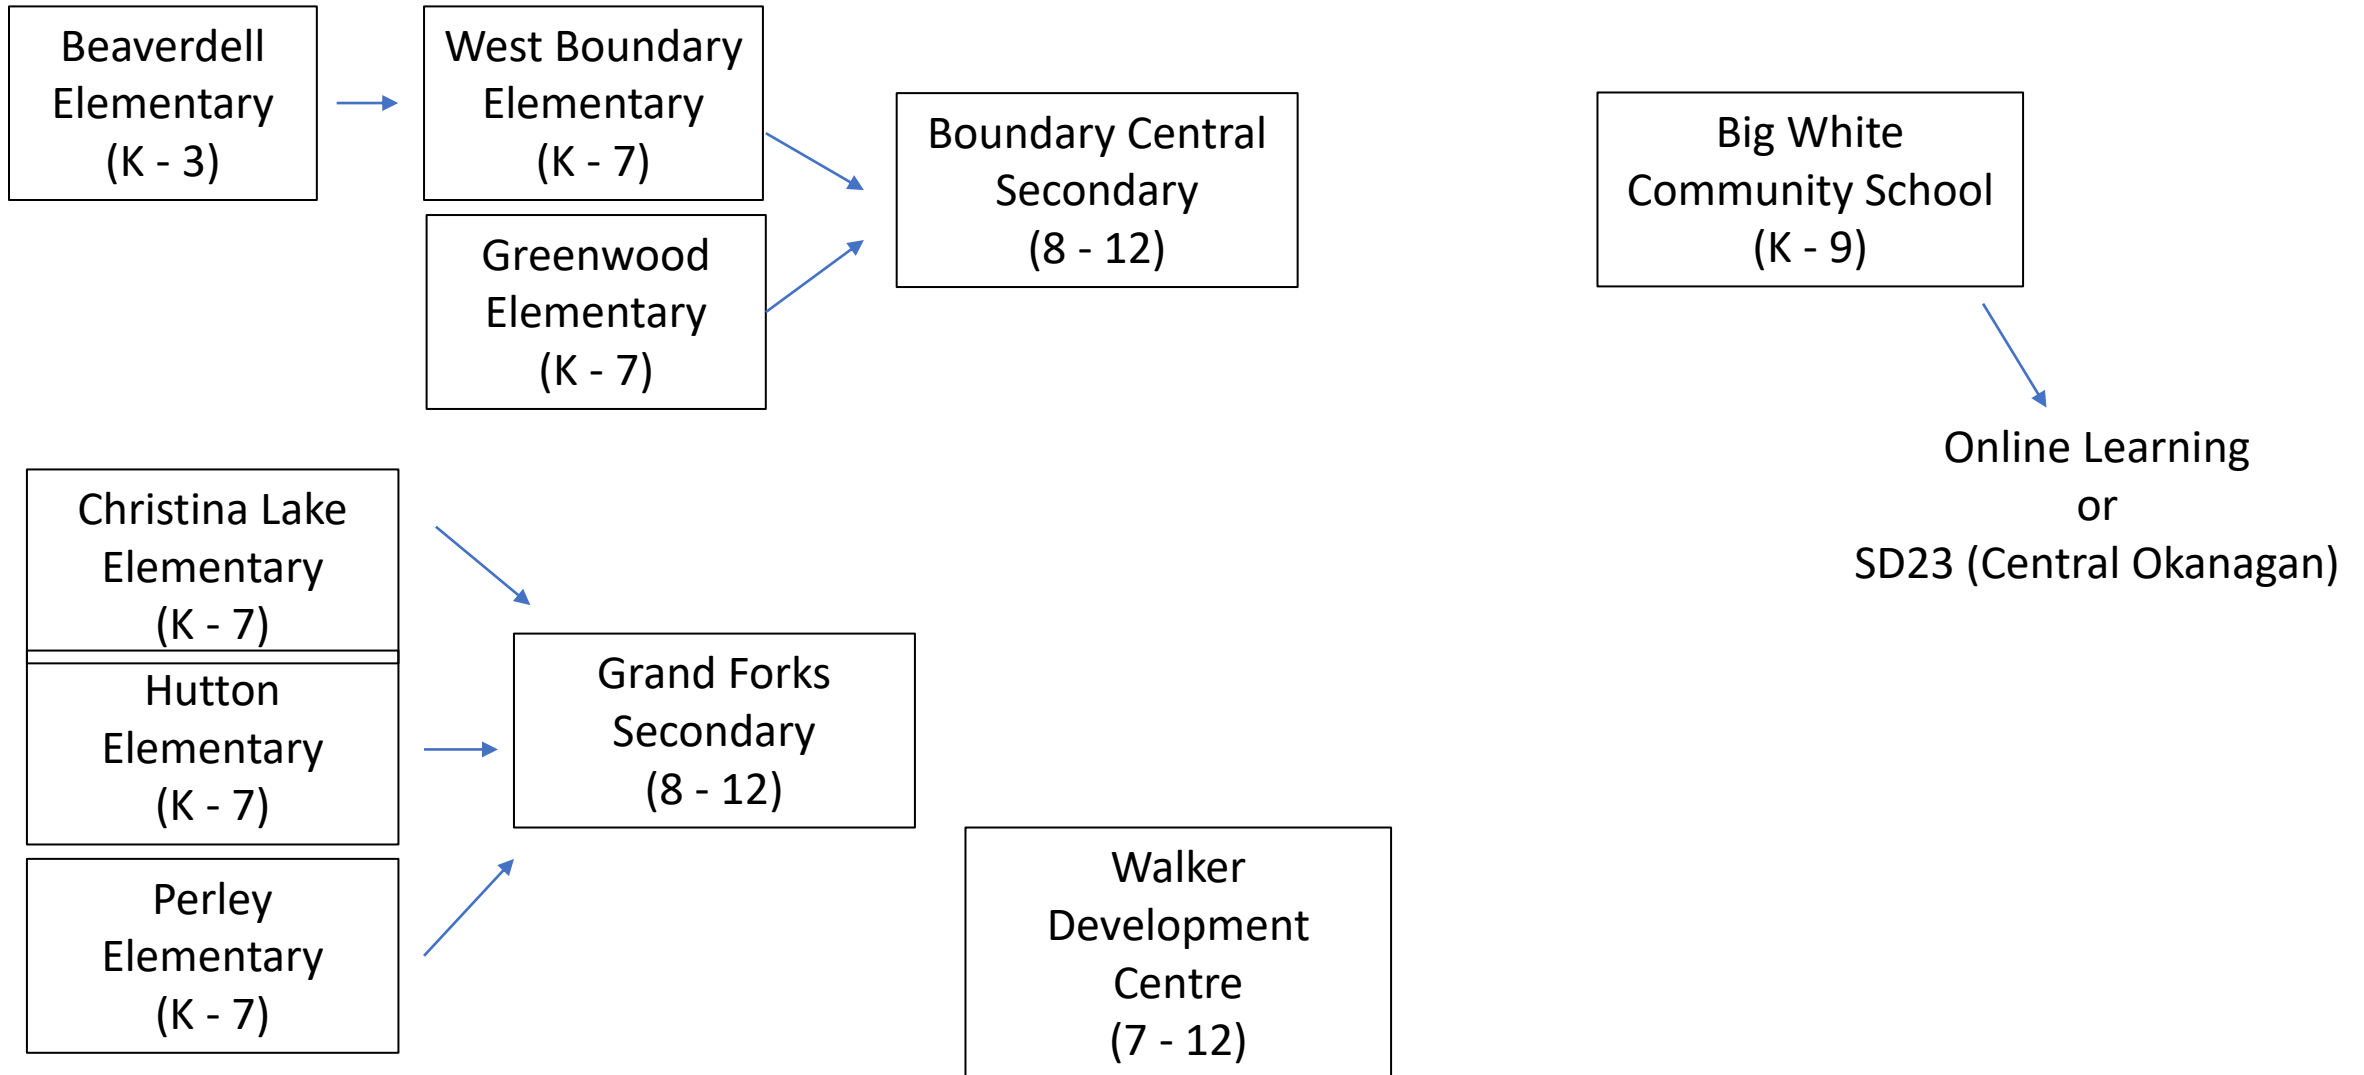 Beaverdell
Elementary
(K - 3)
West Boundary
Elementary
(K - 7)
Greenwood
Elementary
(K - 7)
Boundary Central
Secondary
(8 - 12)
Big White
Community School
(K - 9)
Online Learning
or
SD23 (Central Okanagan)
Christina Lake
Elementary
(K - 7)
Hutton
Elementary
(K - 7)
Perley
Elementary
(K - 7)
Grand Forks
Secondary
(8 - 12)
Walker
Development
Centre
(7 - 12)